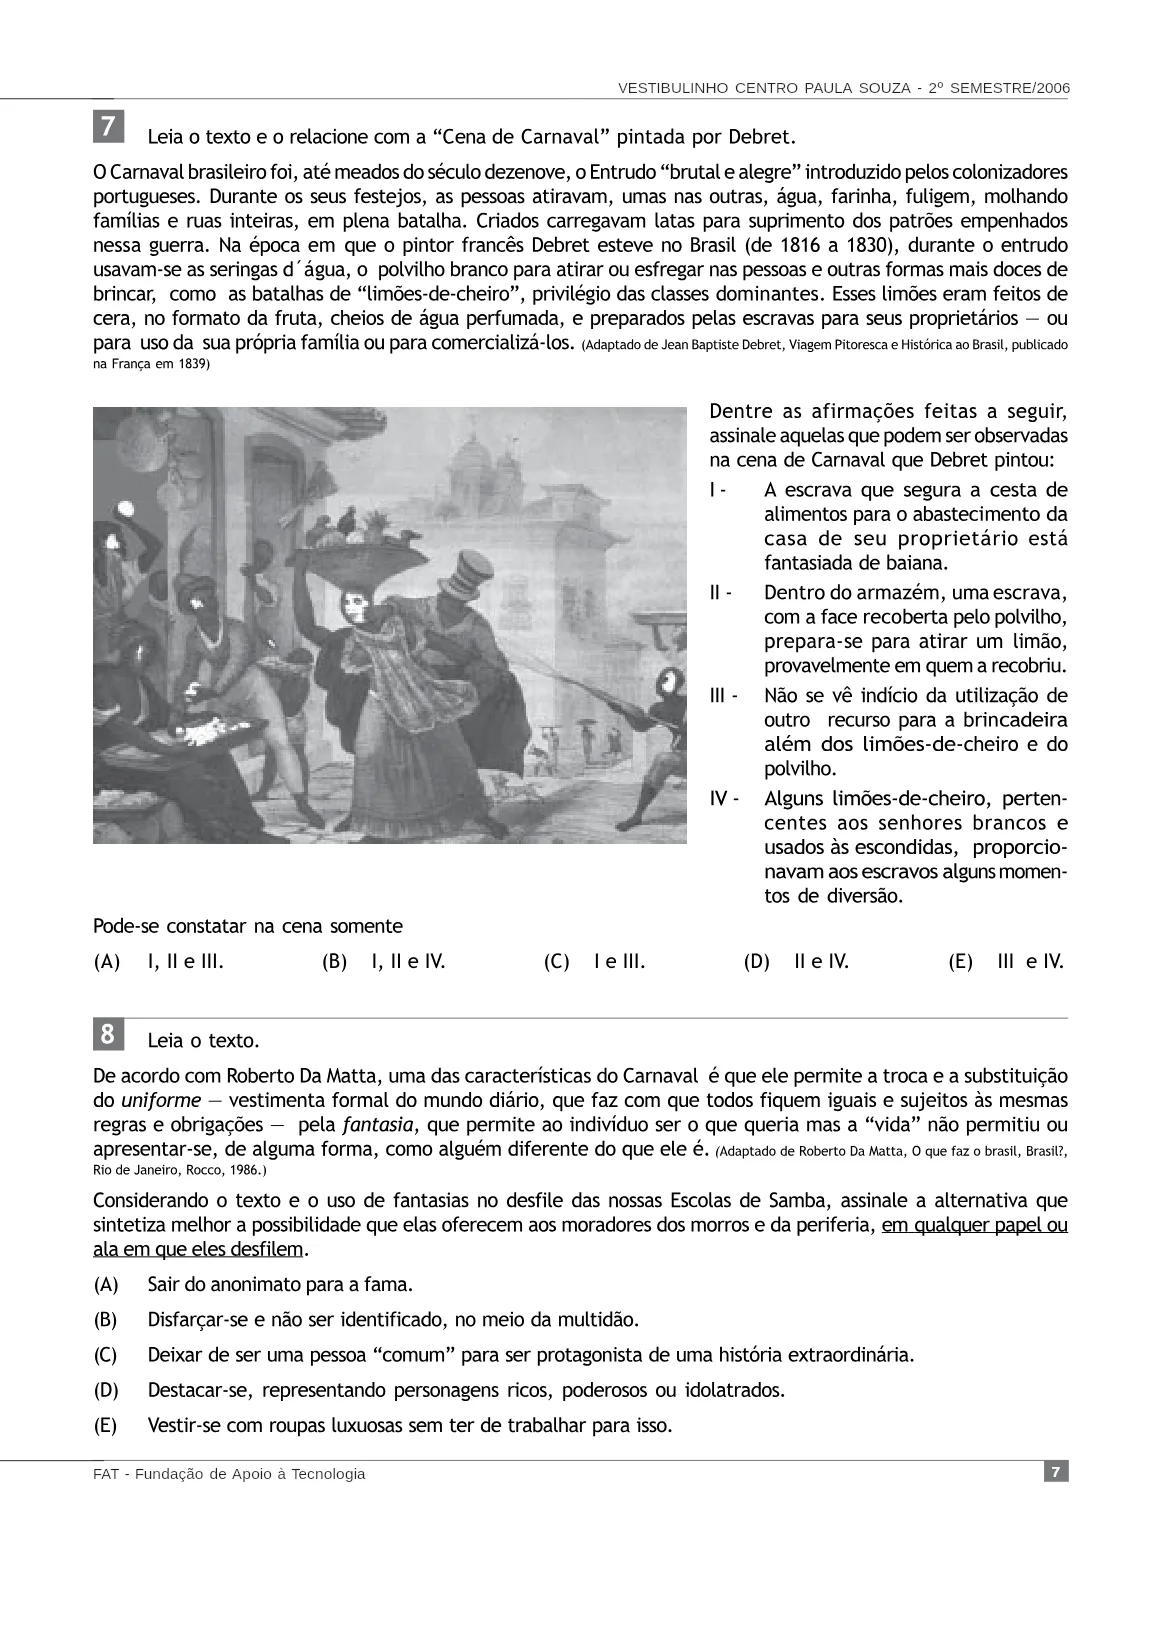 VESTIBULINHO CENTRO PAULA SOUZA - 2º SEMESTRE/2006
7 Leia o texto e o relacione com a “Cena de Carnaval” pintada por Debret.
O Carnaval brasileiro foi, até meados do século dezenove, o Entrudo “brutal e alegre” introduzido pelos colonizadores
portugueses. Durante os seus festejos, as pessoas atiravam, umas nas outras, água, farinha, fuligem, molhando
famílias e ruas inteiras, em plena batalha. Criados carregavam latas para suprimento dos patrões empenhados
nessa guerra. Na época em que o pintor francês Debret esteve no Brasil (de 1816 a 1830), durante o entrudo
usavam-se as seringas d´água, o polvilho branco para atirar ou esfregar nas pessoas e outras formas mais doces de
brincar, como as batalhas de “limões-de-cheiro”, privilégio das classes dominantes. Esses limões eram feitos de
cera, no formato da fruta, cheios de água perfumada, e preparados pelas escravas para seus proprietários — ou
para uso da sua própria família ou para comercializá-los. (Adaptado de Jean Baptiste Debret, Viagem Pitoresca e Histórica ao Brasil, publicado
na França em 1839)
Dentre as afirmações feitas a seguir,
assinale aquelas que podem ser observadas
na cena de Carnaval que Debret pintou:
I - A escrava que segura a cesta de
alimentos para o abastecimento da
casa de seu proprietário está
fantasiada de baiana.
II - Dentro do armazém, uma escrava,
com a face recoberta pelo polvilho,
prepara-se para atirar um limão,
provavelmente em quem a recobriu.
III - Não se vê indício da utilização de
outro recurso para a brincadeira
além dos limões-de-cheiro e do
polvilho.
IV - Alguns limões-de-cheiro, perten-
centes aos senhores brancos e
usados às escondidas, proporcio-
navam aos escravos alguns momen-
tos de diversão.
Pode-se constatar na cena somente
(A) I, II e III. (B) I, II e IV. (C) I e III. (D) II e IV. (E) III e IV.
8 Leia o texto.
De acordo com Roberto Da Matta, uma das características do Carnaval é que ele permite a troca e a substituição
do uniforme — vestimenta formal do mundo diário, que faz com que todos fiquem iguais e sujeitos às mesmas
regras e obrigações — pela fantasia, que permite ao indivíduo ser o que queria mas a “vida” não permitiu ou
apresentar-se, de alguma forma, como alguém diferente do que ele é. (Adaptado de Roberto Da Matta, O que faz o brasil, Brasil?,
Rio de Janeiro, Rocco, 1986.)
Considerando o texto e o uso de fantasias no desfile das nossas Escolas de Samba, assinale a alternativa que
sintetiza melhor a possibilidade que elas oferecem aos moradores dos morros e da periferia, em qualquer papel ou
ala em que eles desfilem.
(A) Sair do anonimato para a fama.
(B) Disfarçar-se e não ser identificado, no meio da multidão.
(C) Deixar de ser uma pessoa “comum” para ser protagonista de uma história extraordinária.
(D) Destacar-se, representando personagens ricos, poderosos ou idolatrados.
(E) Vestir-se com roupas luxuosas sem ter de trabalhar para isso.
FAT - Fundação de Apoio à Tecnologia 7